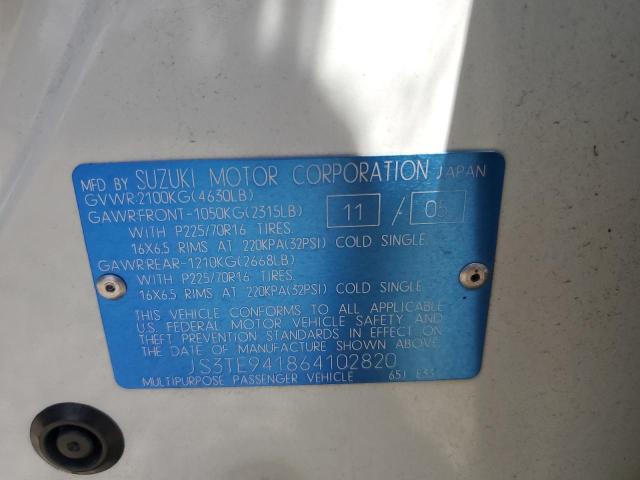 MFD BY SUZUKI MOTOR CORPORATION JAPAN
GVWR-2100KG(4630LB)
GAWR-FRONT-1050KG(2315LB) 11 / 05
WITH P225/70R16 TIRES.
16X6.5 RIMS AT 220KPA(32PSI) COLD SINGLE.
GAWR-REAR-1210KG(2668LB)
WITH P225/70R16 TIRES.
16X6.5 RIMS AT 220KPA(32PSI) COLD SINGLE.
THIS VEHICLE CONFORMS TO ALL APPLICABLE
U.S. FEDERAL MOTOR VEHICLE SAFETY AND
THEFT PREVENTION STANDARDS IN EFFECT ON
THE DATE OF MANUFACTURE SHOWN ABOVE.
JS3TE941864102820
MULTIPURPOSE PASSENGER VEHICLE 65J E33